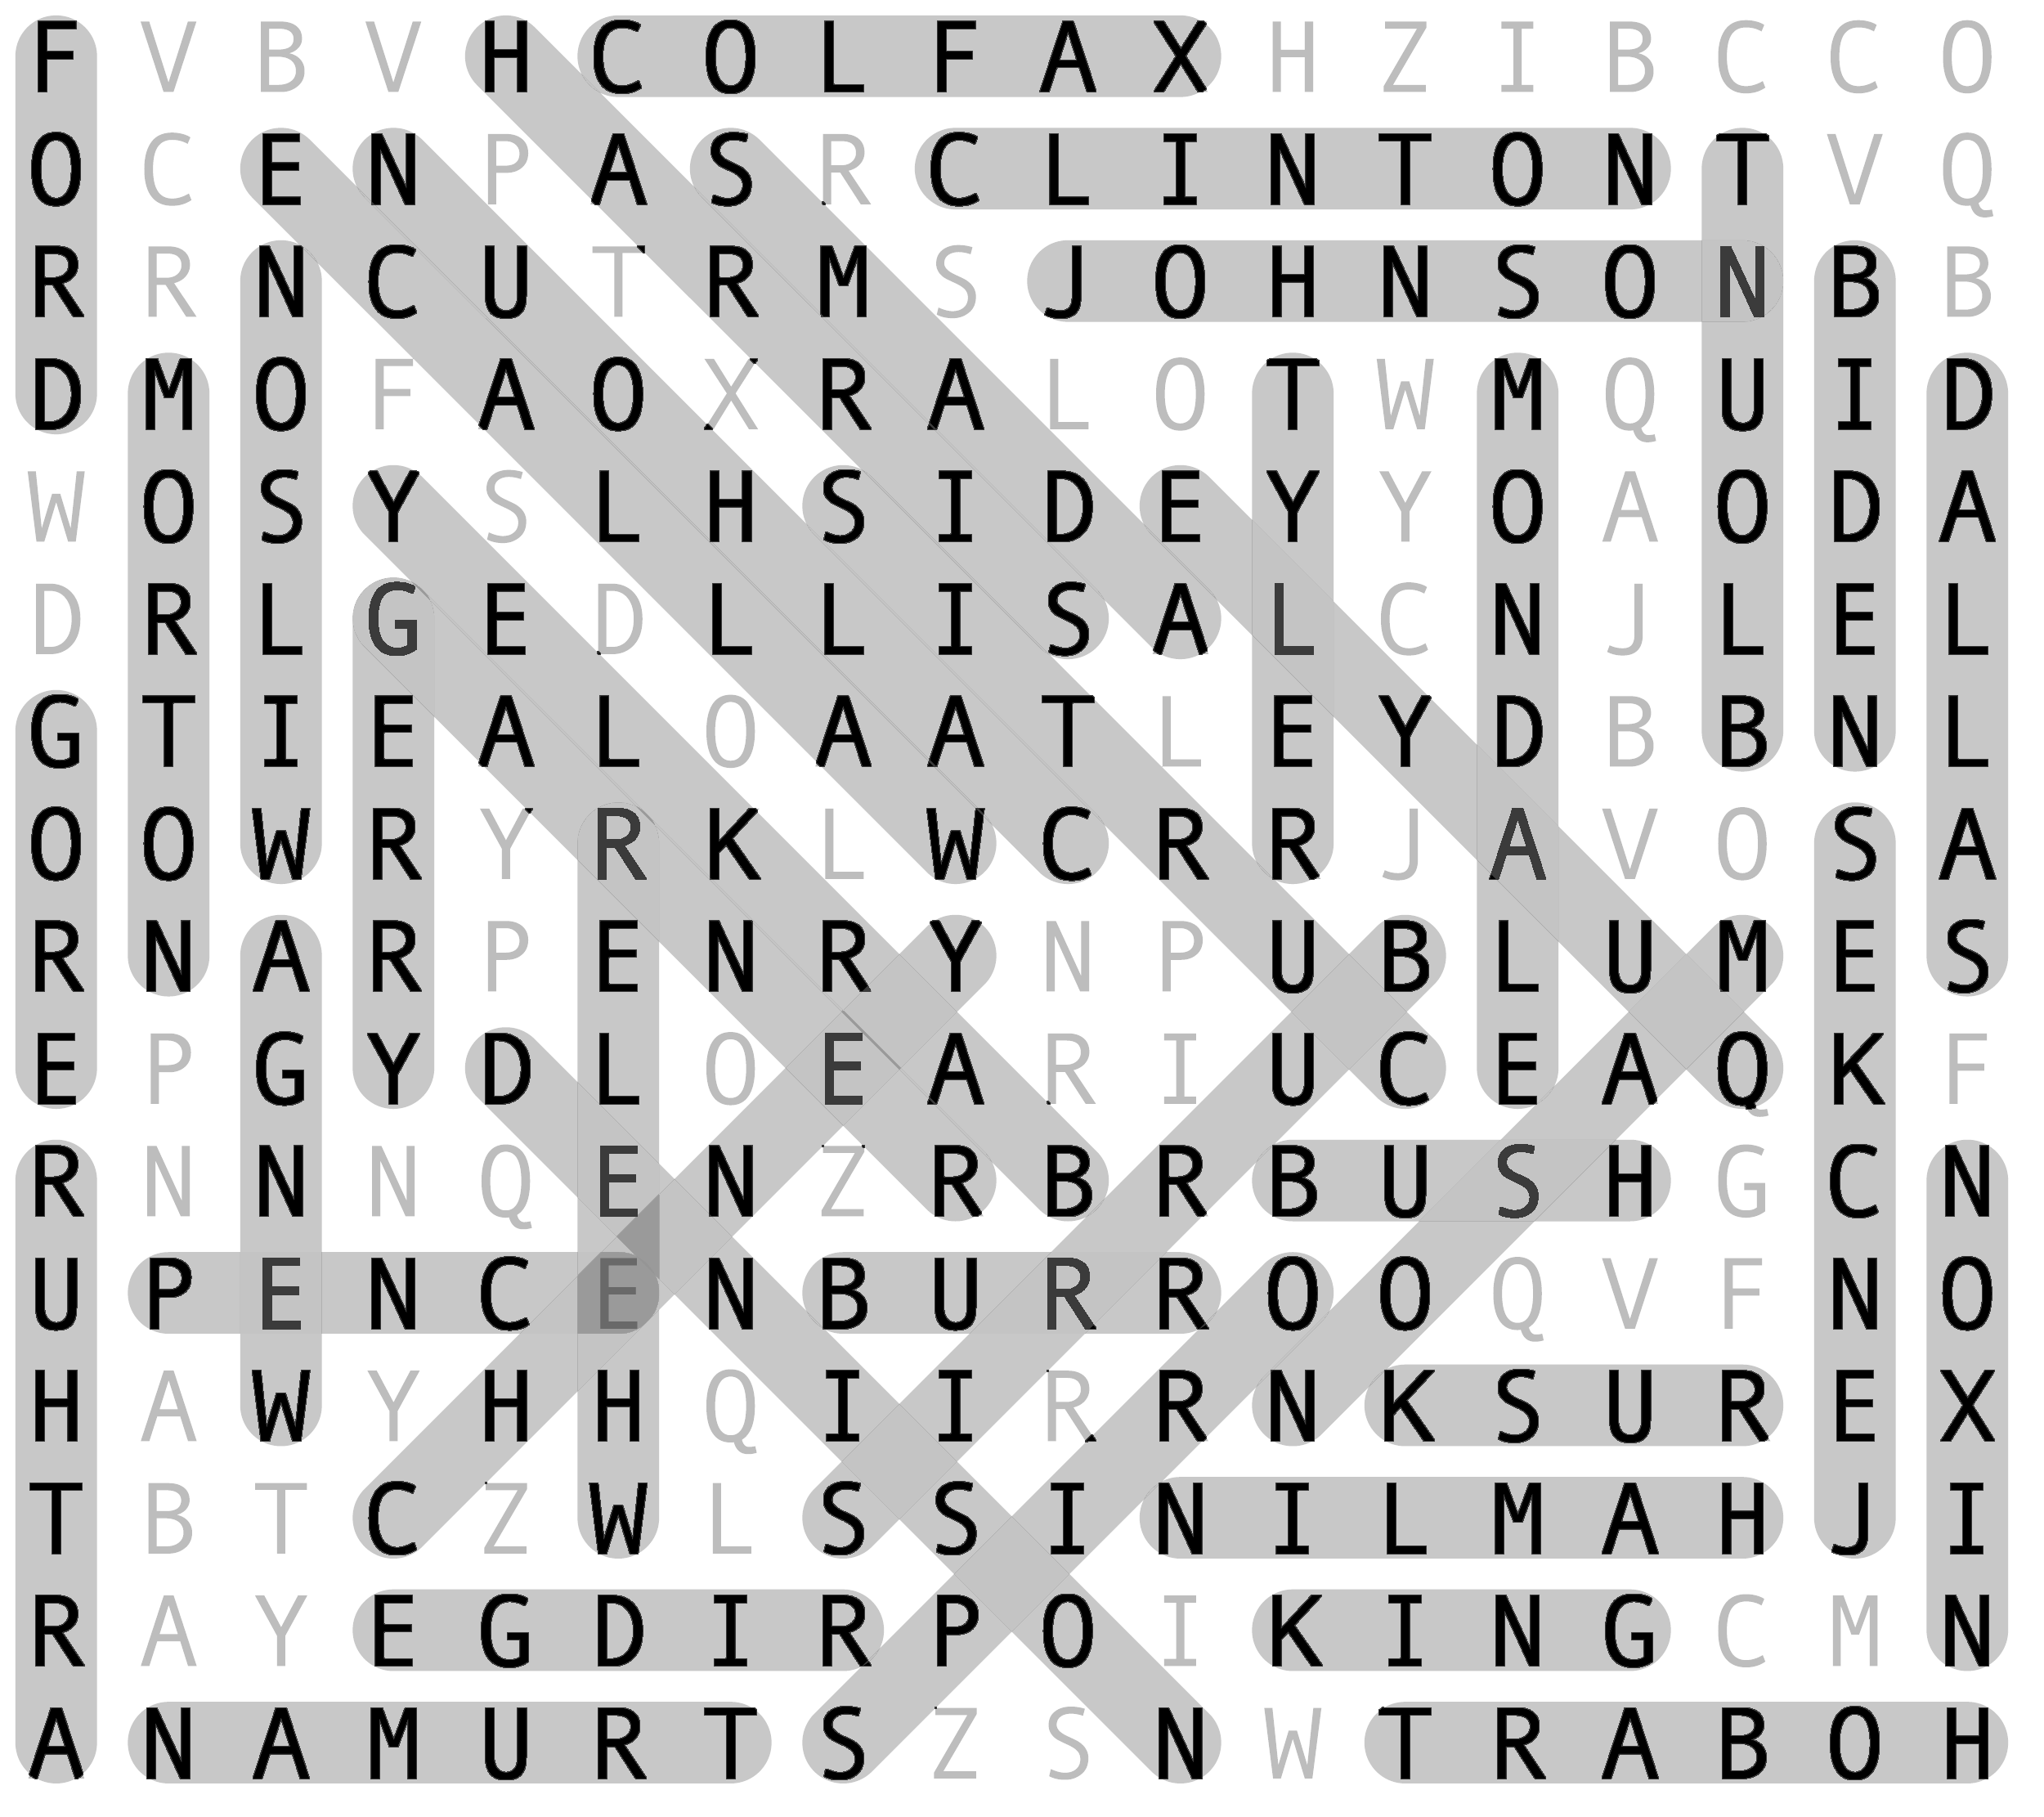 F V B V H C O L F A X H Z I B C C O
O C E N P A S R C L I N T O N T V Q
R R N C U T R M S J O H N S O N B B
D M O F A O X R A L O T W M Q U I D
W O S Y S L H S I D E Y Y O A O D A
D R L G E D L L I S A L C N J L E L
G T I E A L O A A T L E Y D B B N L
O O W R Y R K L W C R R J A V O S A
R N A R P E N R Y N P U B L U M E S
E P G Y D L O E A R I U C E A Q K F
R N N N Q E N Z R B R B U S H G C N
U P E N C E N B U R R O O Q V F N O
H A W Y H H Q I I R R N K S U R E X
T B T C Z W L S S I N I L M A H J I
R A Y E G D I R P O I K I N G C M N
A N A M U R T S Z S N W T R A B O H